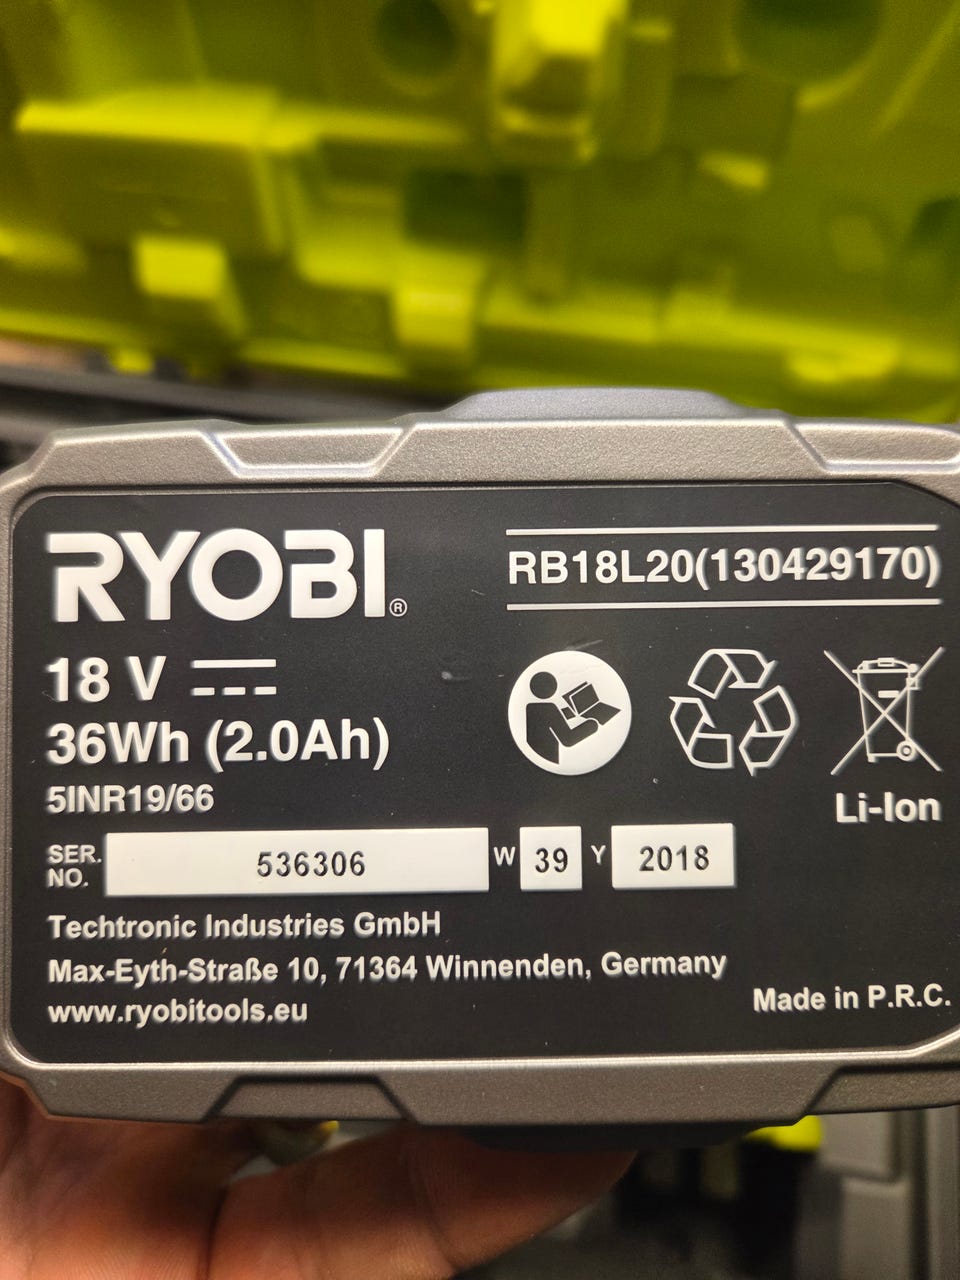 RYOBI®
RB18L20(130429170)
18 V
36Wh (2.0Ah)
5INR19/66
Li-Ion
SER. NO. 536306 W 39 Y 2018
Techtronic Industries GmbH
Max-Eyth-Straße 10, 71364 Winnenden, Germany
www.ryobitools.eu
Made in P.R.C.